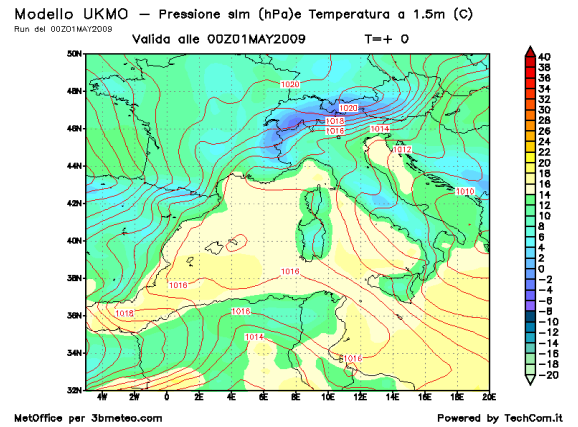 Modello UKMO — Pressione slm (hPa)e Temperatura a 1.5m (C)
Run del 00Z01MAY2009
Valida alle 00Z01MAY2009 T=+ 0
50N
48N
46N
44N
42N
40N
38N
36N
34N
32N
4W 2W 0 2E 4E 6E 8E 10E 12E 14E 16E 18E 20E
1020
1020
1018
1016
1014
1012
1010
1016
1016
1018
1016
1014
1016
40
38
36
34
32
30
28
26
24
22
20
18
16
14
12
10
8
6
4
2
0
−2
−4
−6
−8
−10
−12
−14
−16
−18
−20
MetOffice per 3bmeteo.com Powered by TechCom.it